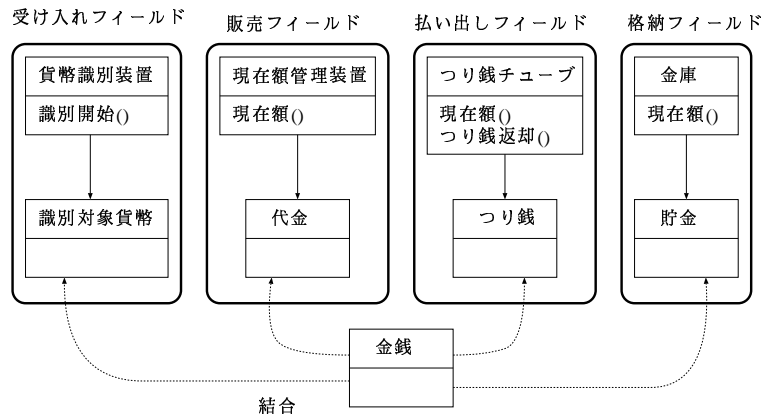 受け入れフィールド
販売フィールド
払い出しフィールド
格納フィールド
貨幣識別装置
識別開始()
現在額管理装置
現在額()
つり銭チューブ
現在額()
つり銭返却()
金庫
現在額()
識別対象貨幣
代金
つり銭
貯金
金銭
結合